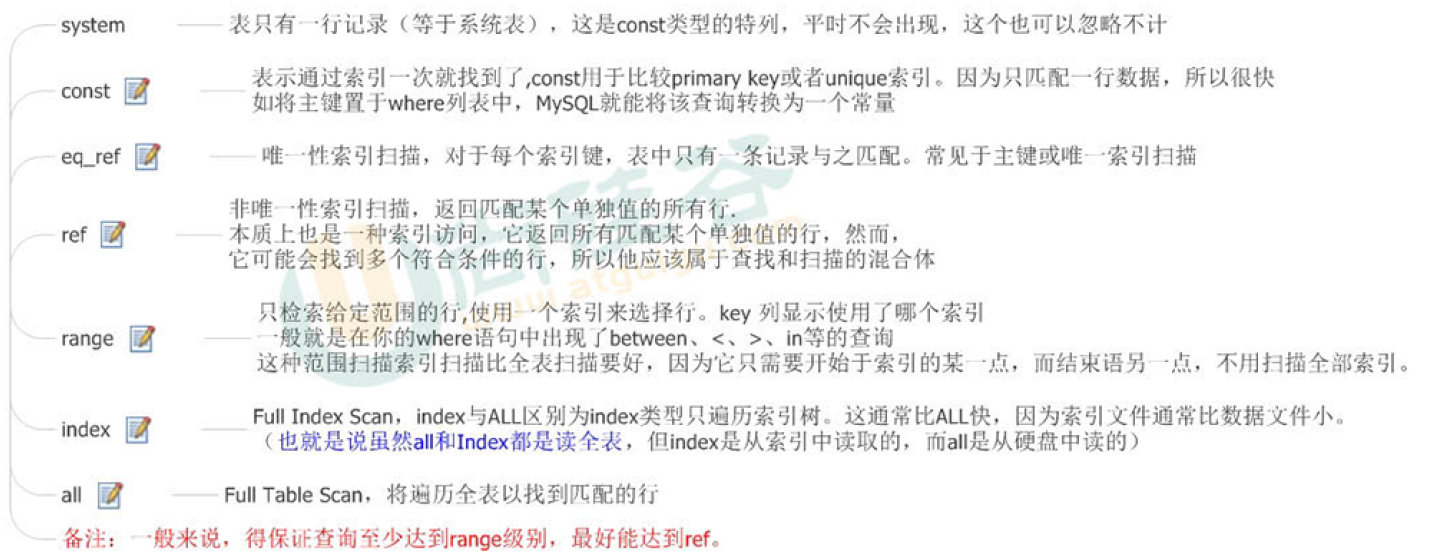 system 表只有一行记录（等于系统表），这是const类型的特列，平时不会出现，这个也可以忽略不计
const 表示通过索引一次就找到了,const用于比较primary key或者unique索引。因为只匹配一行数据，所以很快
如将主键置于where列表中，MySQL就能将该查询转换为一个常量
eq_ref 唯一性索引扫描，对于每个索引键，表中只有一条记录与之匹配。常见于主键或唯一索引扫描
非唯一性索引扫描，返回匹配某个单独值的所有行.
ref 本质上也是一种索引访问，它返回所有匹配某个单独值的行，然而，
它可能会找到多个符合条件的行，所以他应该属于查找和扫描的混合体
只检索给定范围的行,使用一个索引来选择行。key 列显示使用了哪个索引
range 一般就是在你的where语句中出现了between、<、>、in等的查询
这种范围扫描索引扫描比全表扫描要好，因为它只需要开始于索引的某一点，而结束语另一点，不用扫描全部索引。
index Full Index Scan，index与ALL区别为index类型只遍历索引树。这通常比ALL快，因为索引文件通常比数据文件小。
（也就是说虽然all和Index都是读全表，但index是从索引中读取的，而all是从硬盘中读的）
all Full Table Scan，将遍历全表以找到匹配的行
备注：一般来说，得保证查询至少达到range级别，最好能达到ref。
尚硅谷
www.atguigu.com